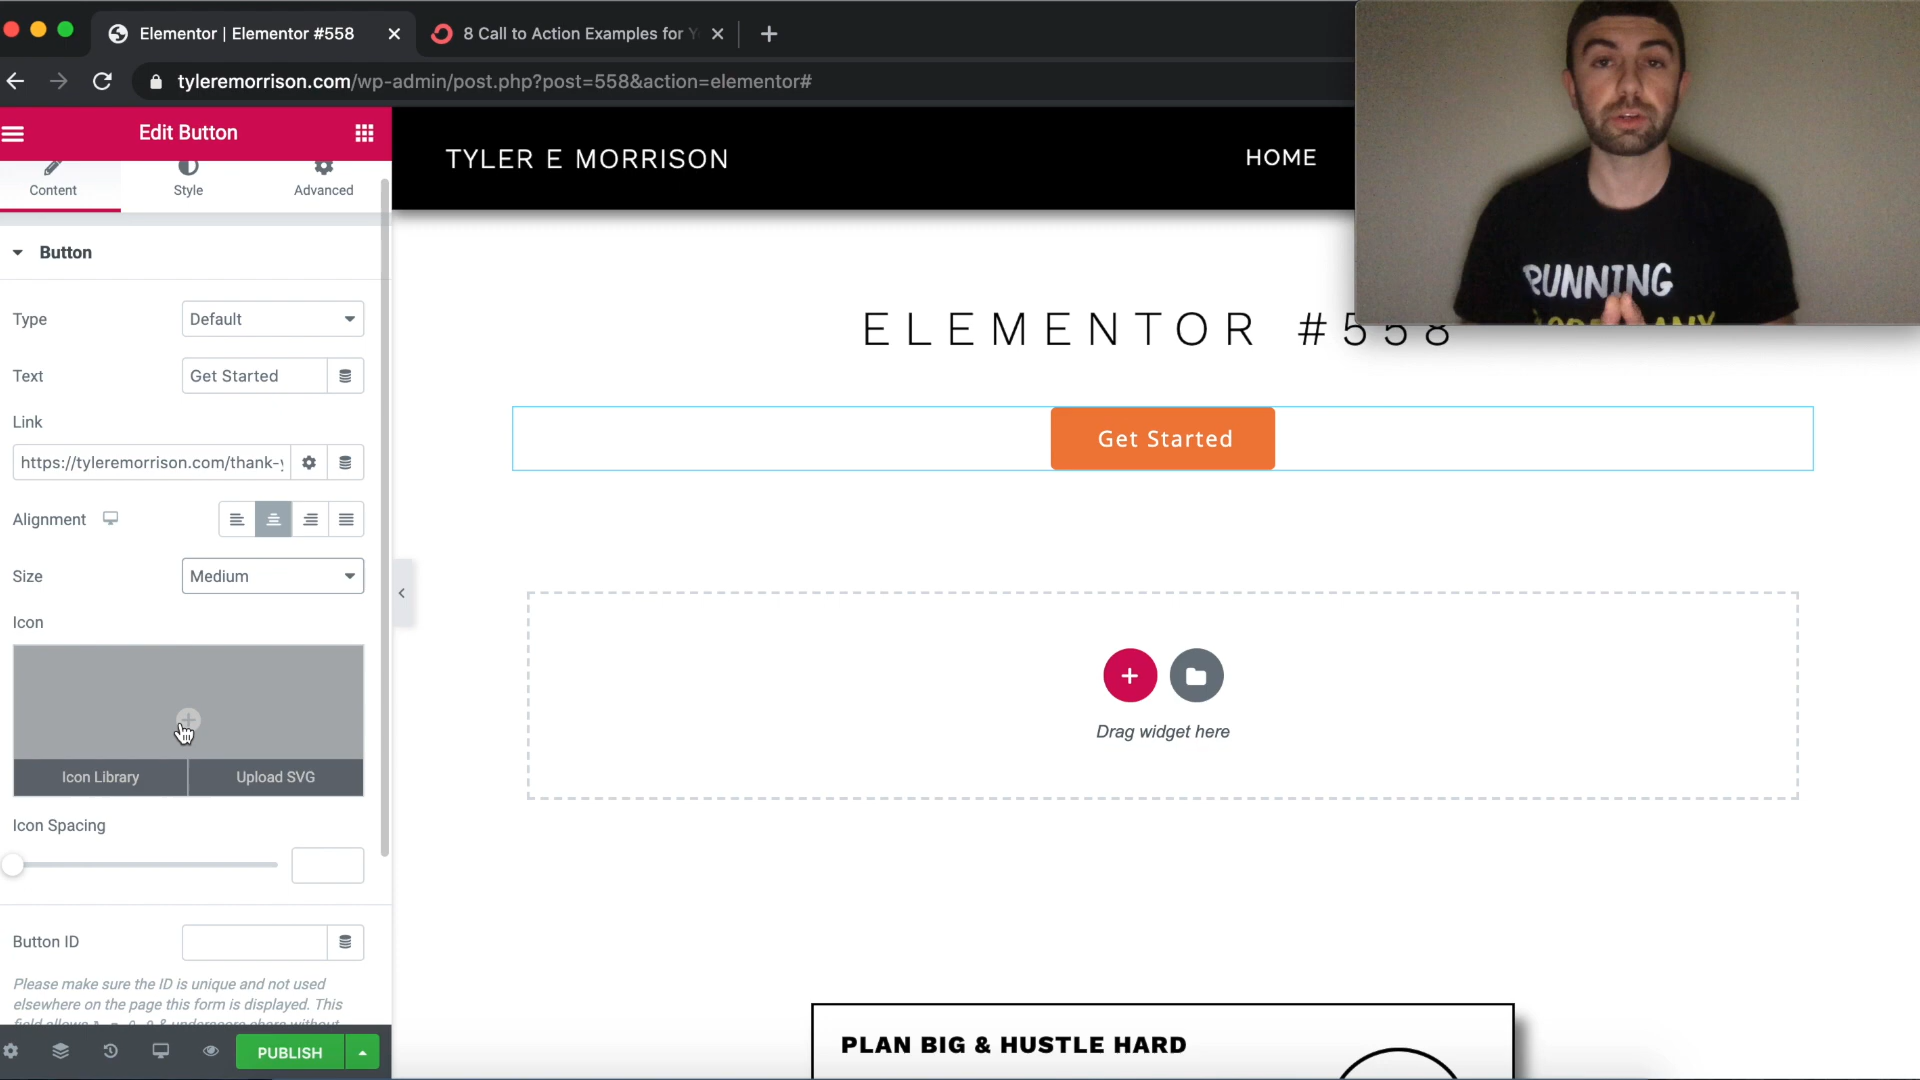 Elementor | Elementor #558
8 Call to Action Examples for Y
tyleremorrison.com/wp-admin/post.php?post=558&action=elementor#
Edit Button
Content
Style
Advanced
Button
Type
Default
Text
Get Started
Link
https://tyleremorrison.com/thank-y
Alignment
Size
Medium
Icon
Icon Library
Upload SVG
Icon Spacing
Button ID
Please make sure the ID is unique and not used
elsewhere on the page this form is displayed. This
PUBLISH
TYLER E MORRISON
HOME
ELEMENTOR #558
Get Started
Drag widget here
PLAN BIG & HUSTLE HARD
RUNNING